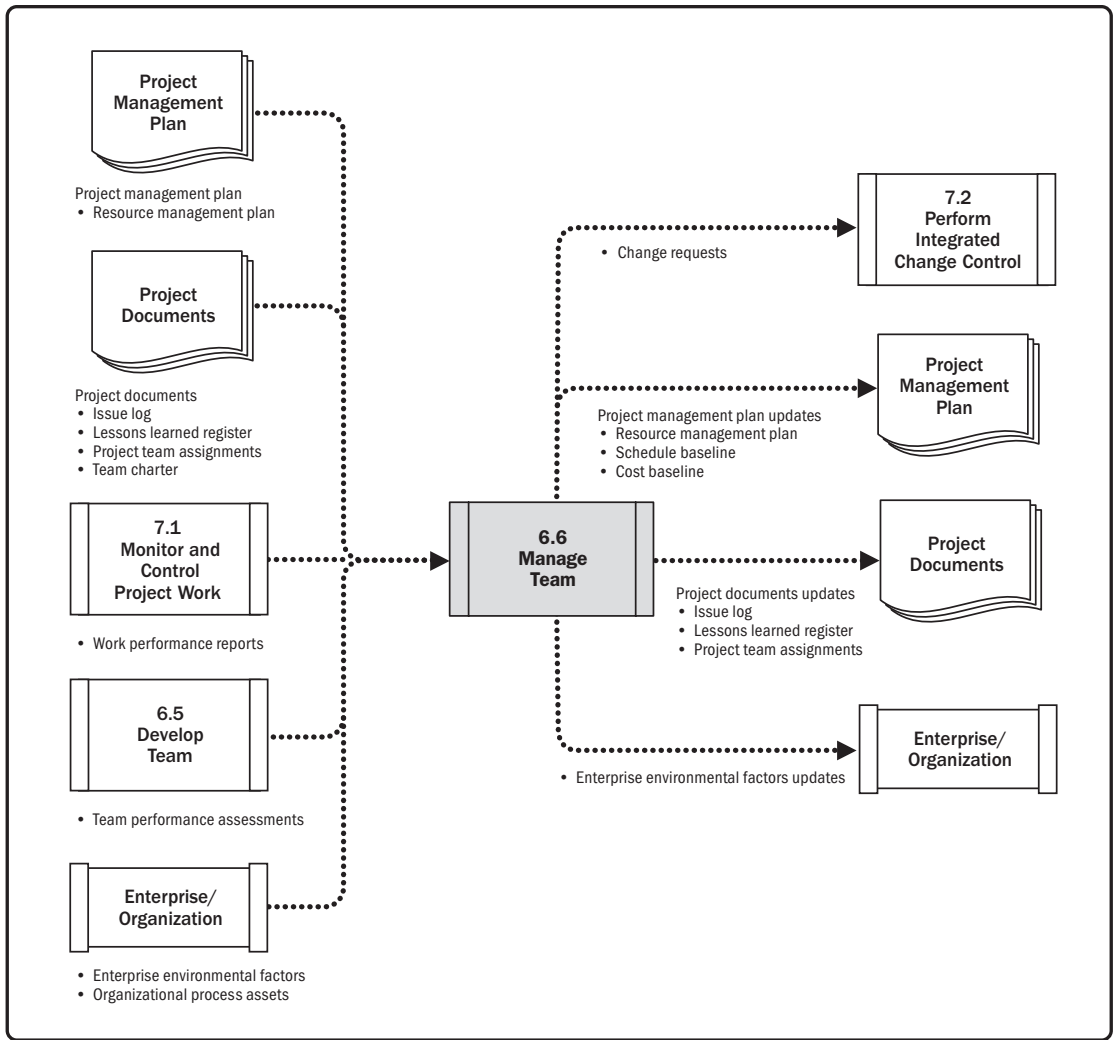 Project
Management
Plan
Project management plan
• Resource management plan
Project
Documents
Project documents
• Issue log
• Lessons learned register
• Project team assignments
• Team charter
7.1
Monitor and
Control
Project Work
• Work performance reports
6.5
Develop
Team
• Team performance assessments
Enterprise/
Organization
• Enterprise environmental factors
• Organizational process assets
6.6
Manage
Team
• Change requests
7.2
Perform
Integrated
Change Control
Project management plan updates
• Resource management plan
• Schedule baseline
• Cost baseline
Project
Management
Plan
Project documents updates
• Issue log
• Lessons learned register
• Project team assignments
Project
Documents
• Enterprise environmental factors updates
Enterprise/
Organization